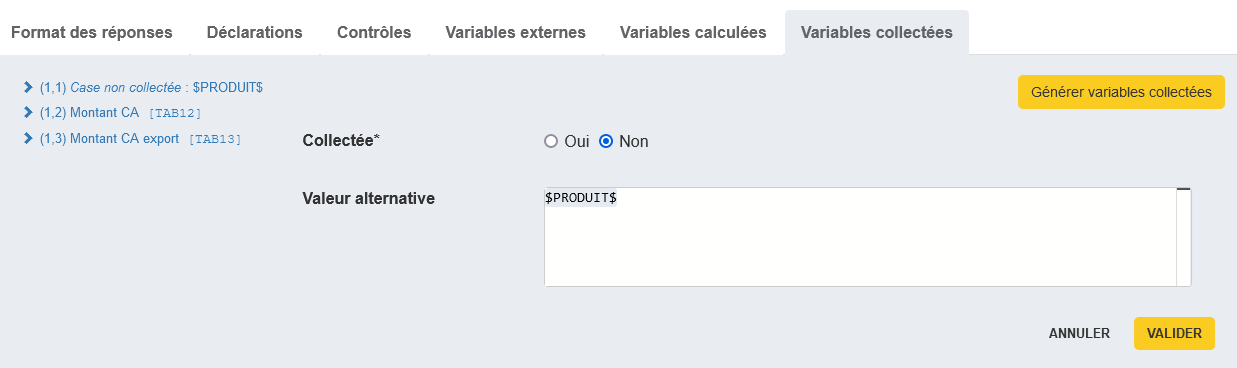 Format des réponses Déclarations Contrôles Variables externes Variables calculées Variables collectées
(1,1) Case non collectée : $PRODUIT$
(1,2) Montant CA [TAB12]
(1,3) Montant CA export [TAB13]
Générer variables collectées
Collectée* Oui Non
Valeur alternative $PRODUIT$
ANNULER VALIDER